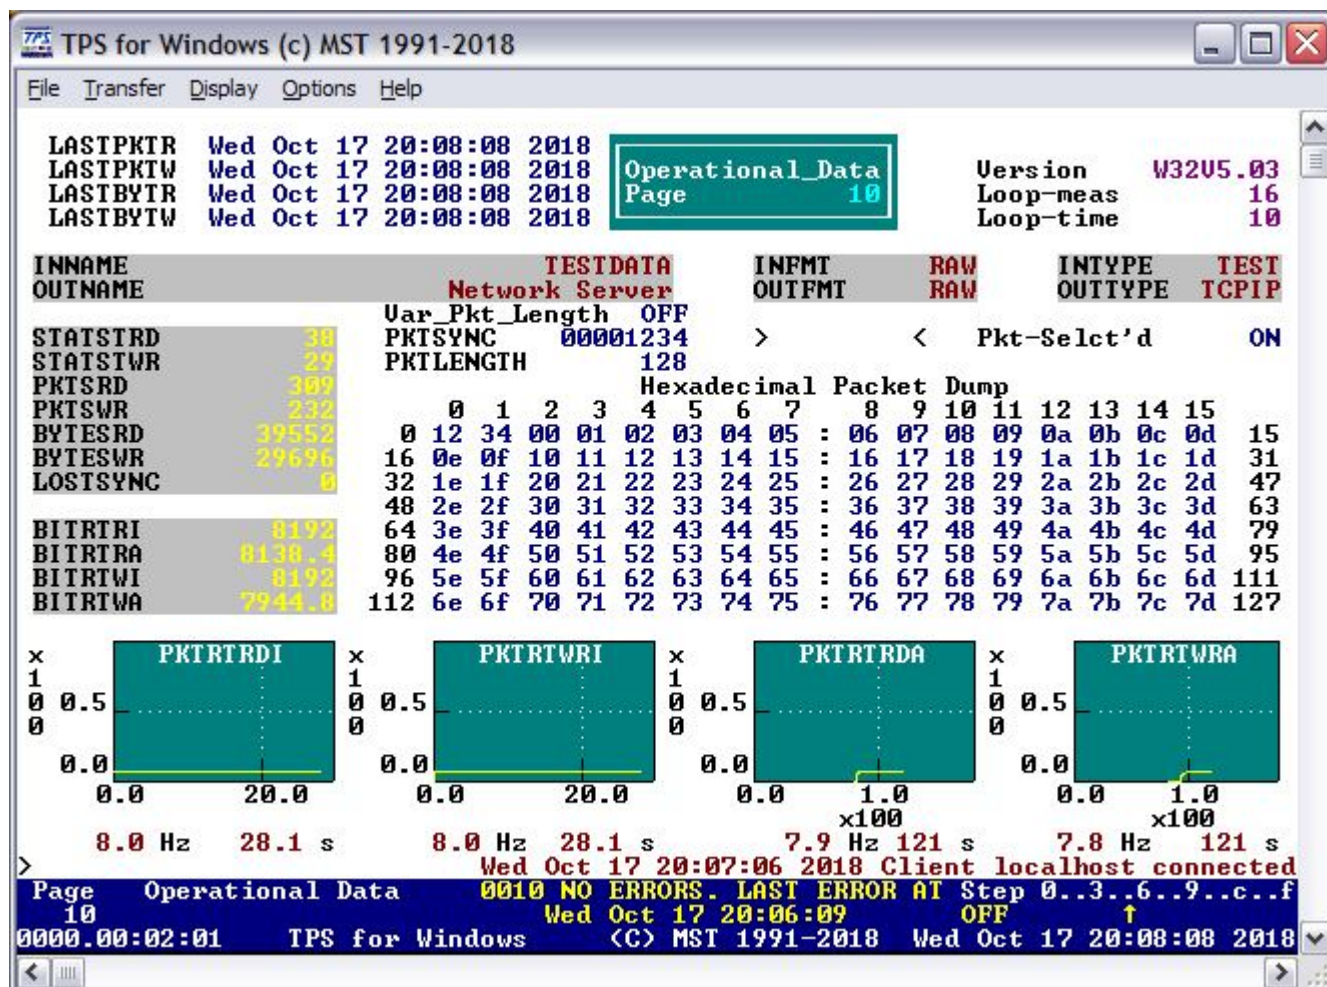 TPS for Windows (c) MST 1991-2018
File Transfer Display Options Help
LASTPKTR Wed Oct 17 20:08:08 2018
LASTPKTW Wed Oct 17 20:08:08 2018 Operational_Data Version W32V5.03
LASTBYTR Wed Oct 17 20:08:08 2018 Page 10 Loop-meas 16
LASTBYTW Wed Oct 17 20:08:08 2018 Loop-time 10
INNAME TESTDATA INFMT RAW INTYPE TEST
OUTNAME Network Server OUTFMT RAW OUTTYPE TCPIP
Var_Pkt_Length OFF
STATSTRD 38 PKTSYNC 00001234 > < Pkt-Selct'd ON
STATSTWR 29 PKTLENGTH 128
PKTSRD 309 Hexadecimal Packet Dump
PKTSWR 232 0 1 2 3 4 5 6 7 8 9 10 11 12 13 14 15
BYTESRD 39552 0 12 34 00 01 02 03 04 05 : 06 07 08 09 0a 0b 0c 0d 15
BYTESWR 29696 16 0e 0f 10 11 12 13 14 15 : 16 17 18 19 1a 1b 1c 1d 31
LOSTSYNC 0 32 1e 1f 20 21 22 23 24 25 : 26 27 28 29 2a 2b 2c 2d 47
48 2e 2f 30 31 32 33 34 35 : 36 37 38 39 3a 3b 3c 3d 63
BITRTRI 8192 64 3e 3f 40 41 42 43 44 45 : 46 47 48 49 4a 4b 4c 4d 79
BITRTRA 8138.4 80 4e 4f 50 51 52 53 54 55 : 56 57 58 59 5a 5b 5c 5d 95
BITRTWI 8192 96 5e 5f 60 61 62 63 64 65 : 66 67 68 69 6a 6b 6c 6d 111
BITRTWA 7944.8 112 6e 6f 70 71 72 73 74 75 : 76 77 78 79 7a 7b 7c 7d 127
PKTRTRDI PKTRTWRI PKTRTRDA PKTRTWRA
x100 x100 x100 x100
0.5 0.5 0.5 0.5
0.0 0.0 0.0 0.0
0.0 20.0 0.0 20.0 0.0 1.0 0.0 1.0
x100 x100
8.0 Hz 28.1 s 8.0 Hz 28.1 s 7.9 Hz 121 s 7.8 Hz 121 s
> Wed Oct 17 20:07:06 2018 Client localhost connected
Page Operational Data 0010 NO ERRORS. LAST ERROR AT Step 0..3..6..9..c..f
10 Wed Oct 17 20:06:09 OFF ↑
0000.00:02:01 TPS for Windows (C) MST 1991-2018 Wed Oct 17 20:08:08 2018